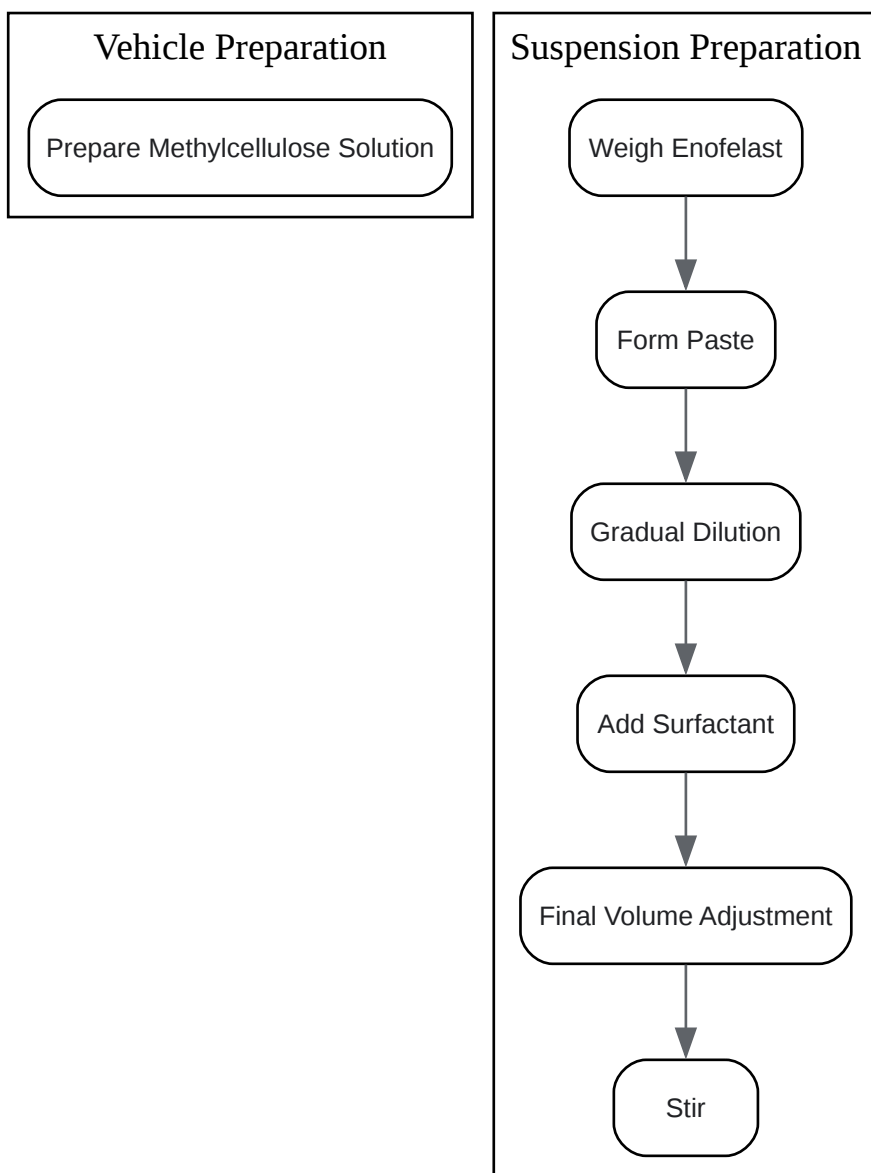 Vehicle Preparation
Prepare Methylcellulose Solution
Suspension Preparation
Weigh Enofelast
Form Paste
Gradual Dilution
Add Surfactant
Final Volume Adjustment
Stir